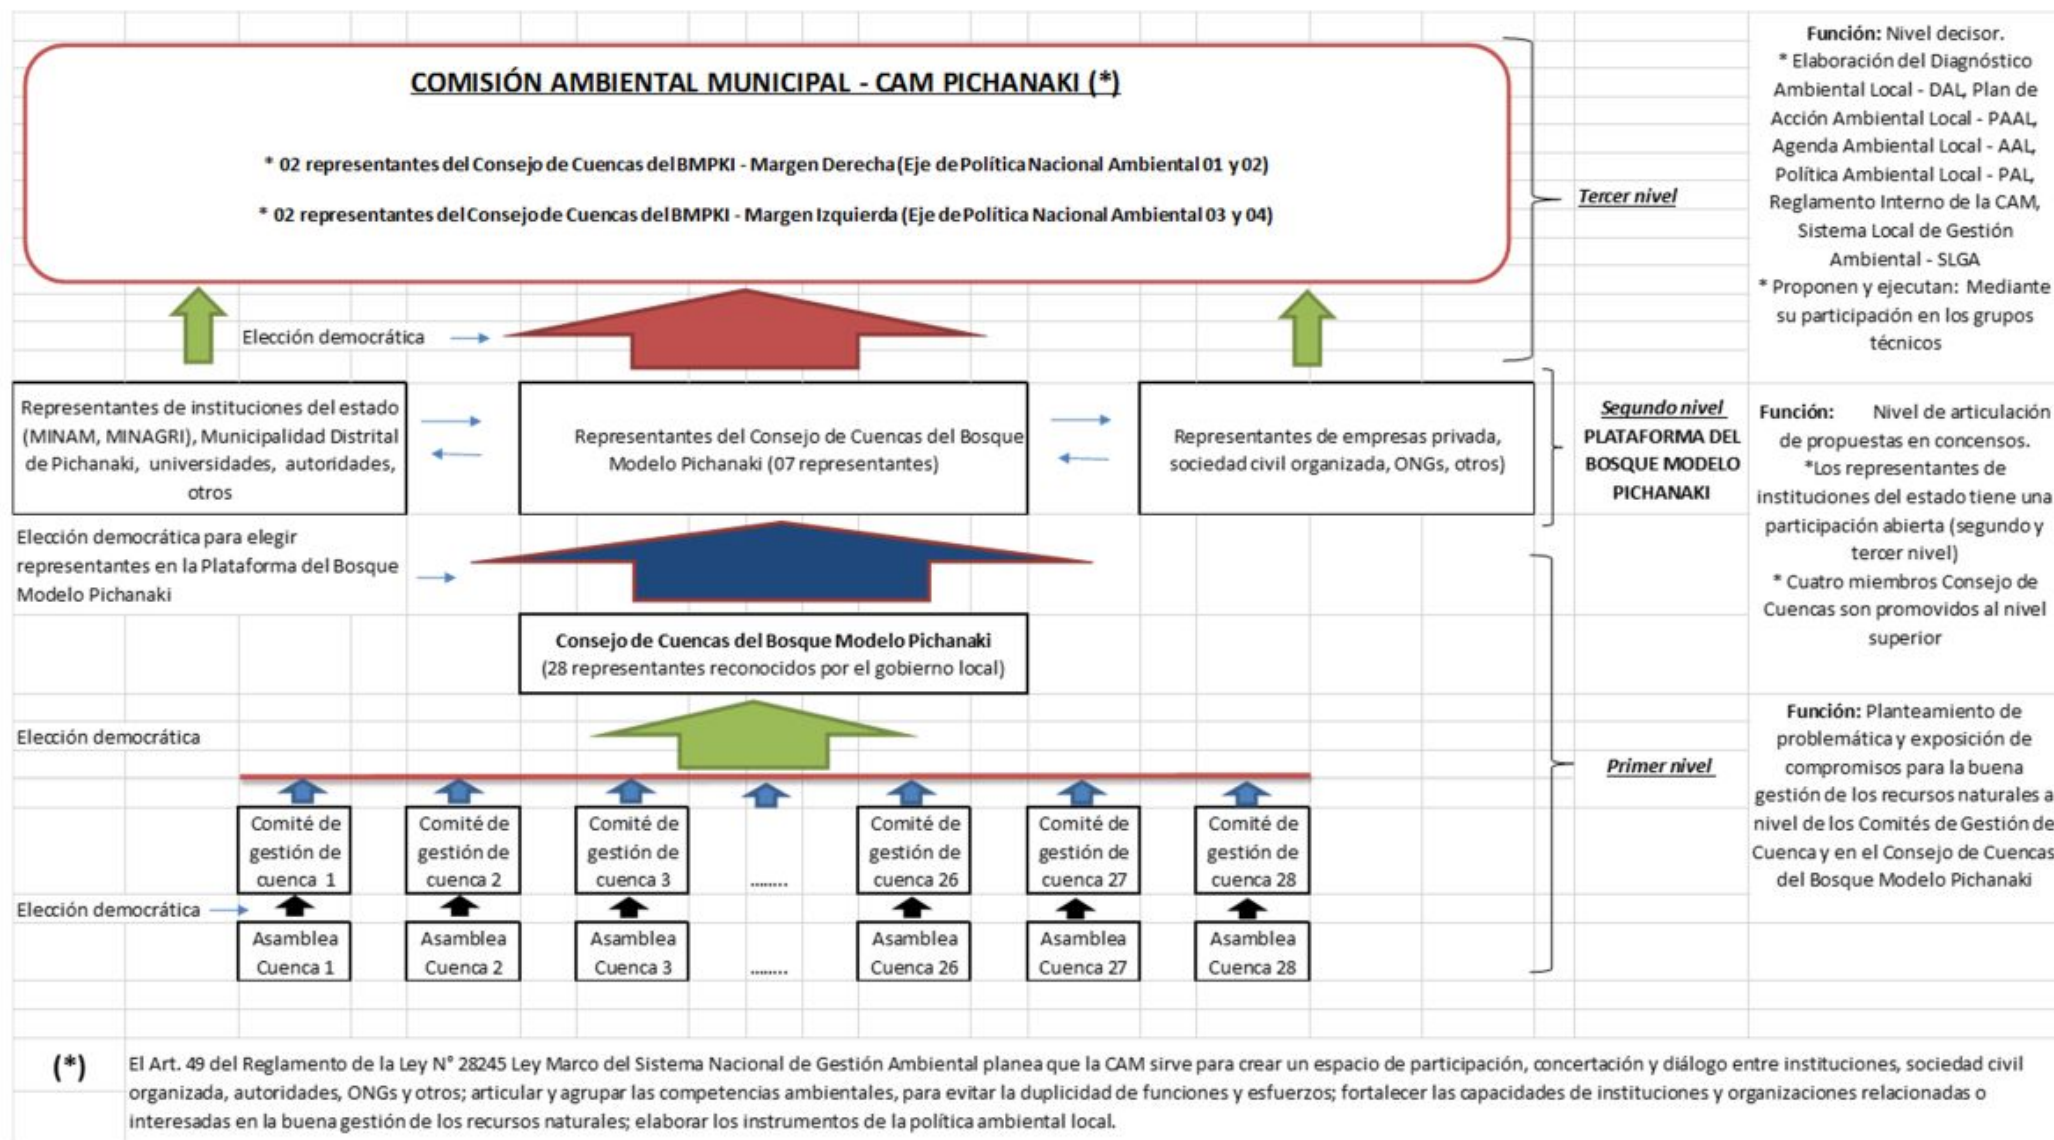 COMISIÓN AMBIENTAL MUNICIPAL - CAM PICHANAKI (*)
* 02 representantes del Consejo de Cuencas del BMPKI - Margen Derecha (Eje de Política Nacional Ambiental 01 y 02)
* 02 representantes del Consejo de Cuencas del BMPKI - Margen Izquierda (Eje de Política Nacional Ambiental 03 y 04)
Tercer nivel
Función: Nivel decisor.
* Elaboración del Diagnóstico
Ambiental Local - DAL, Plan de
Acción Ambiental Local - PAAL,
Agenda Ambiental Local - AAL,
Política Ambiental Local - PAL,
Reglamento Interno de la CAM,
Sistema Local de Gestión
Ambiental - SLGA
* Proponen y ejecutan: Mediante
su participación en los grupos
técnicos
Elección democrática
Representantes de instituciones del estado
(MINAM, MINAGRI), Municipalidad Distrital
de Pichanaki, universidades, autoridades,
otros
Representantes del Consejo de Cuencas del Bosque
Modelo Pichanaki (07 representantes)
Representantes de empresas privada,
sociedad civil organizada, ONGs, otros)
Segundo nivel
PLATAFORMA DEL
BOSQUE MODELO
PICHANAKI
Función: Nivel de articulación
de propuestas en concensos.
*Los representantes de
instituciones del estado tiene una
participación abierta (segundo y
tercer nivel)
* Cuatro miembros Consejo de
Cuencas son promovidos al nivel
superior
Elección democrática para elegir
representantes en la Plataforma del Bosque
Modelo Pichanaki
Consejo de Cuencas del Bosque Modelo Pichanaki
(28 representantes reconocidos por el gobierno local)
Elección democrática
Primer nivel
Función: Planteamiento de
problemática y exposición de
compromisos para la buena
gestión de los recursos naturales a
nivel de los Comités de Gestión de
Cuenca y en el Consejo de Cuencas
del Bosque Modelo Pichanaki
Comité de
gestión de
cuenca 1
Comité de
gestión de
cuenca 2
Comité de
gestión de
cuenca 3
........
Comité de
gestión de
cuenca 26
Comité de
gestión de
cuenca 27
Comité de
gestión de
cuenca 28
Elección democrática
Asamblea
Cuenca 1
Asamblea
Cuenca 2
Asamblea
Cuenca 3
........
Asamblea
Cuenca 26
Asamblea
Cuenca 27
Asamblea
Cuenca 28
(*) El Art. 49 del Reglamento de la Ley N° 28245 Ley Marco del Sistema Nacional de Gestión Ambiental planea que la CAM sirve para crear un espacio de participación, concertación y diálogo entre instituciones, sociedad civil
organizada, autoridades, ONGs y otros; articular y agrupar las competencias ambientales, para evitar la duplicidad de funciones y esfuerzos; fortalecer las capacidades de instituciones y organizaciones relacionadas o
interesadas en la buena gestión de los recursos naturales; elaborar los instrumentos de la política ambiental local.